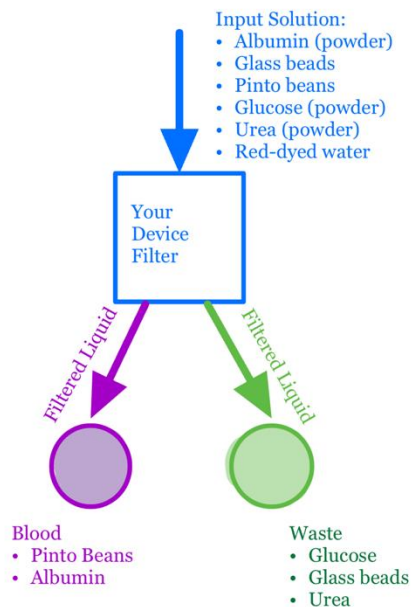 Input Solution:
• Albumin (powder)
• Glass beads
• Pinto beans
• Glucose (powder)
• Urea (powder)
• Red-dyed water
Your
Device
Filter
Filtered Liquid
Filtered Liquid
Blood
• Pinto Beans
• Albumin
Waste
• Glucose
• Glass beads
• Urea